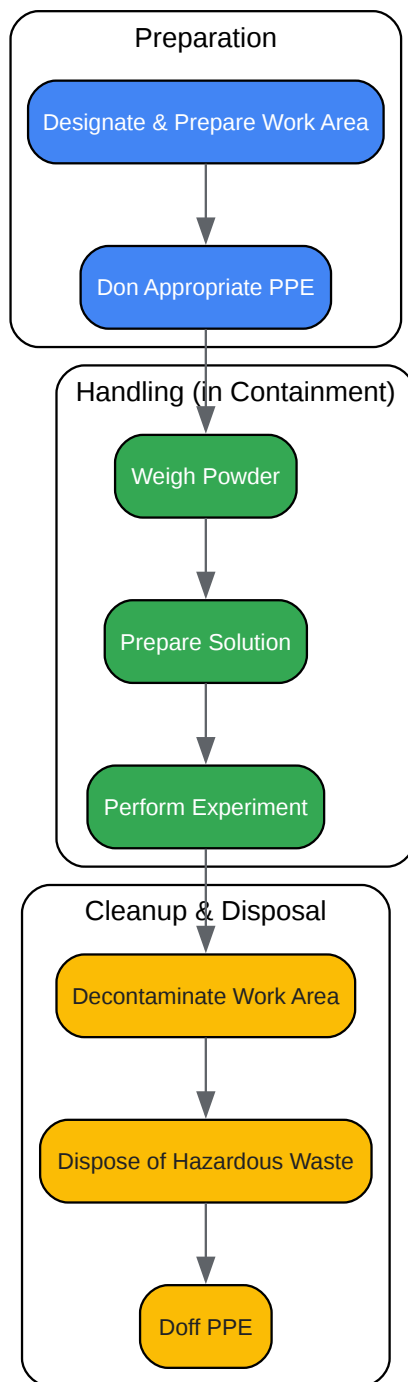 Preparation
Designate & Prepare Work Area
Don Appropriate PPE
Handling (in Containment)
Weigh Powder
Prepare Solution
Perform Experiment
Cleanup & Disposal
Decontaminate Work Area
Dispose of Hazardous Waste
Doff PPE